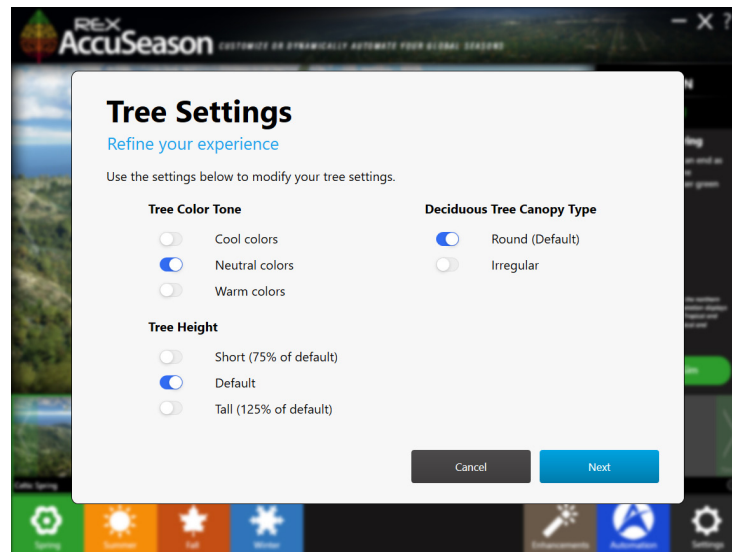 REX
AccuSeason CUSTOMIZE OR DYNAMICALLY AUTOMATE YOUR GLOBAL SEASONS
Tree Settings
Refine your experience
Use the settings below to modify your tree settings.
Tree Color Tone
Cool colors
Neutral colors
Warm colors
Tree Height
Short (75% of default)
Default
Tall (125% of default)
Deciduous Tree Canopy Type
Round (Default)
Irregular
Cancel
Next
Celtic Spring
Spring
Summer
Fall
Winter
Enhancements
Automation
Settings